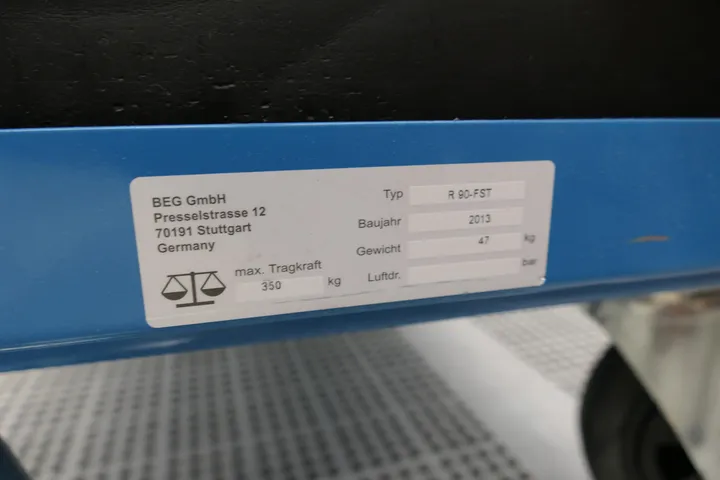 BEG GmbH
Presselstrasse 12
70191 Stuttgart
Germany
max. Tragkraft
350 kg
Typ R 90-FST
Baujahr 2013
Gewicht 47 kg
Luftdr. bar